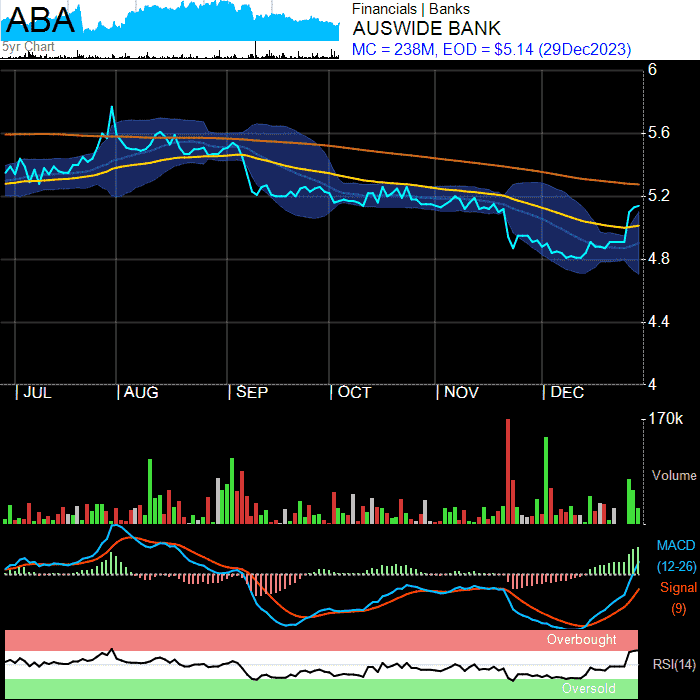 ABA
5yr Chart
Financials | Banks
AUSWIDE BANK
MC = 238M, EOD = $5.14 (29Dec2023)
6
5.6
5.2
4.8
4.4
4
JUL AUG SEP OCT NOV DEC
170k
Volume
MACD
(12-26)
Signal
(9)
Overbought
RSI(14)
Oversold